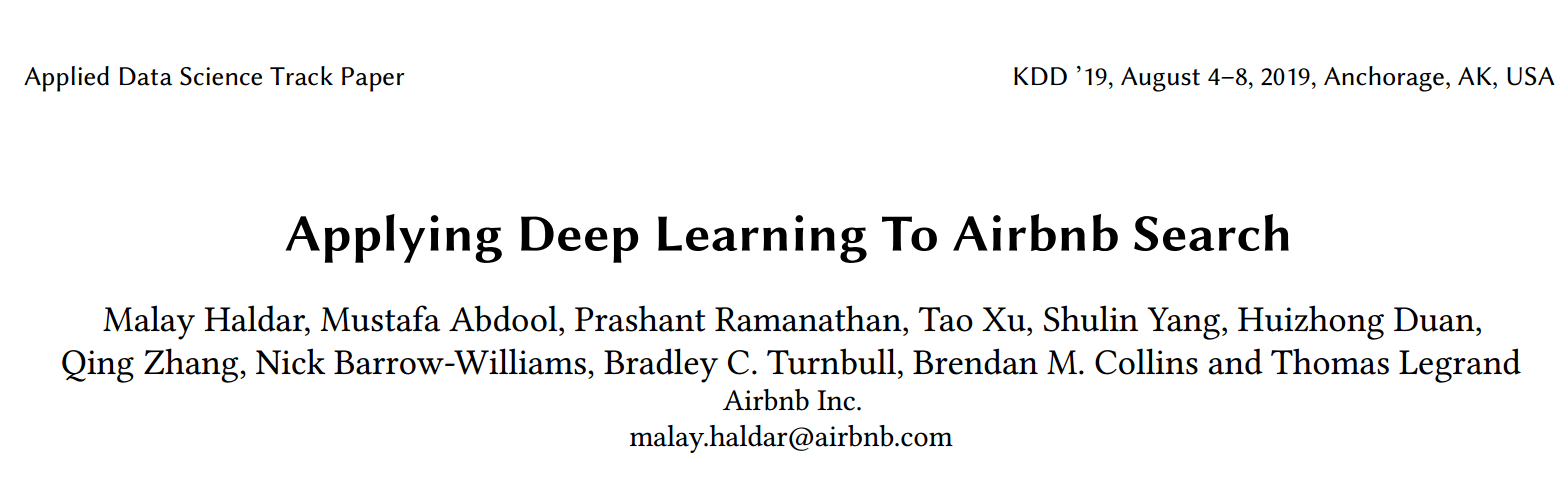 Applied Data Science Track Paper
KDD ’19, August 4–8, 2019, Anchorage, AK, USA
Applying Deep Learning To Airbnb Search
Malay Haldar, Mustafa Abdool, Prashant Ramanathan, Tao Xu, Shulin Yang, Huizhong Duan,
Qing Zhang, Nick Barrow-Williams, Bradley C. Turnbull, Brendan M. Collins and Thomas Legrand
Airbnb Inc.
malay.haldar@airbnb.com